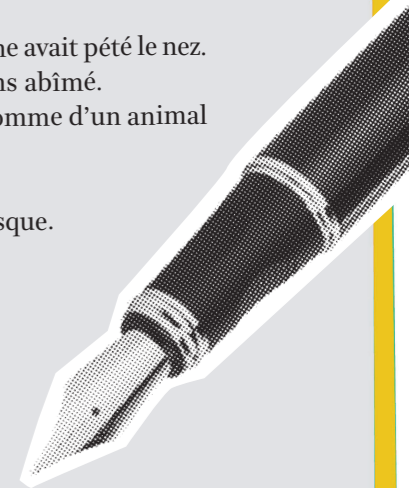 ne avait pété le nez.
ns abîmé.
omme d’un animal
sque.